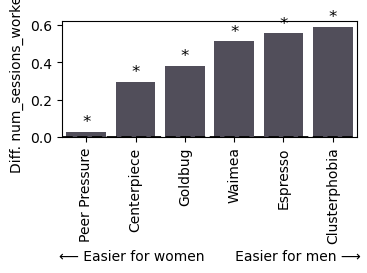 Diff. num_sessions_worke
0.6
0.4
0.2
0.0
* * * * * *
Peer Pressure
Centerpiece
Goldbug
Waimea
Espresso
Clusterphobia
⟵ Easier for women Easier for men ⟶